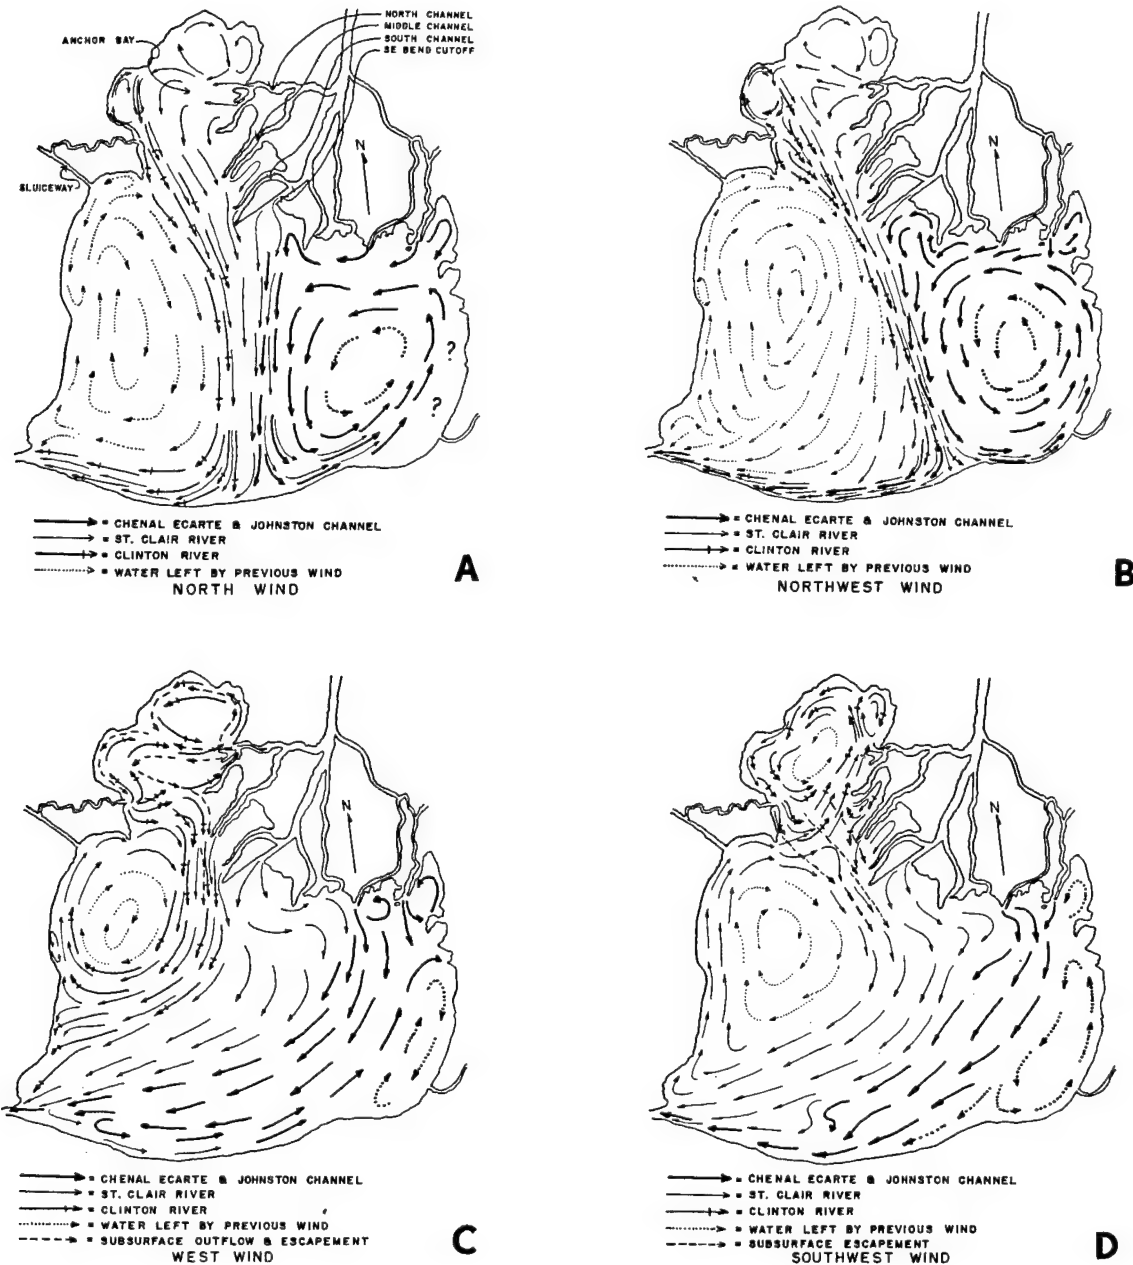 NORTH CHANNEL
MIDDLE CHANNEL
SOUTH CHANNEL
SE BEND CUTOFF
ANCHOR BAY
SLUICEWAY
N
?
?
= CHENAL ECARTE & JOHNSTON CHANNEL
= ST. CLAIR RIVER
= CLINTON RIVER
= WATER LEFT BY PREVIOUS WIND
NORTH WIND
A
N
= CHENAL ECARTE & JOHNSTON CHANNEL
= ST. CLAIR RIVER
= CLINTON RIVER
= WATER LEFT BY PREVIOUS WIND
NORTHWEST WIND
B
N
= CHENAL ECARTE & JOHNSTON CHANNEL
= ST. CLAIR RIVER
= CLINTON RIVER
= WATER LEFT BY PREVIOUS WIND
= SUBSURFACE OUTFLOW & ESCAPEMENT
WEST WIND
C
N
= CHENAL ECARTE & JOHNSTON CHANNEL
= ST. CLAIR RIVER
= CLINTON RIVER
= WATER LEFT BY PREVIOUS WIND
= SUBSURFACE ESCAPEMENT
SOUTHWEST WIND
D